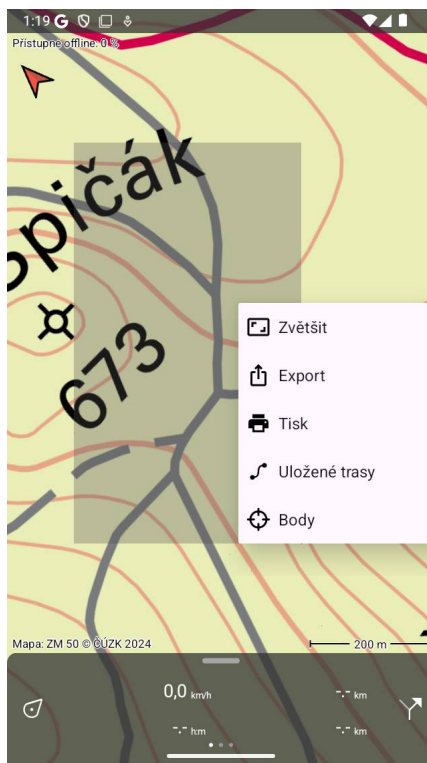 1:19
Přístupné offline: 0 %
Špičák
673
Zvětšit
Export
Tisk
Uložené trasy
Body
Mapa: ZM 50 © ČÚZK 2024
200 m
0,0 km/h
-.- km
-.- h:m
-.- km